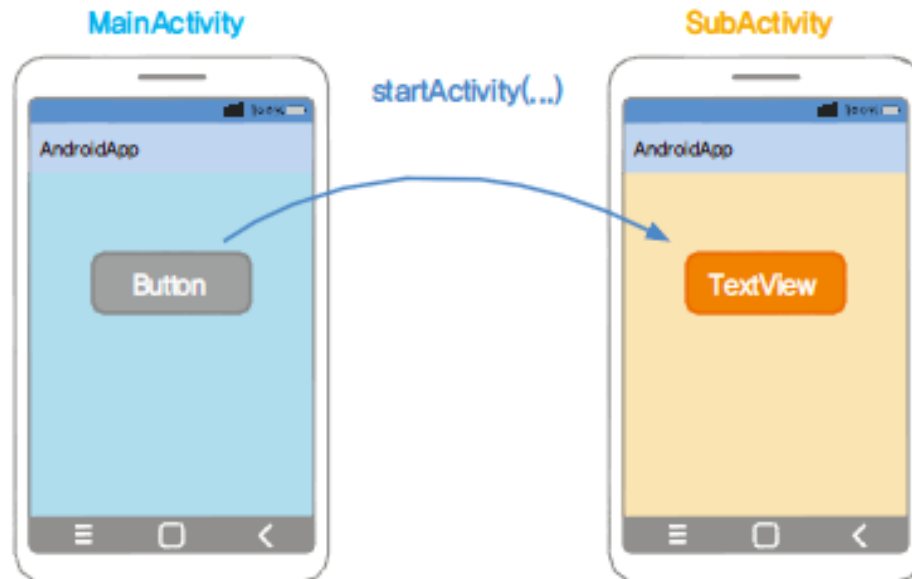 MainActivity
SubActivity
startActivity(...)
AndroidApp
AndroidApp
Button
TextView